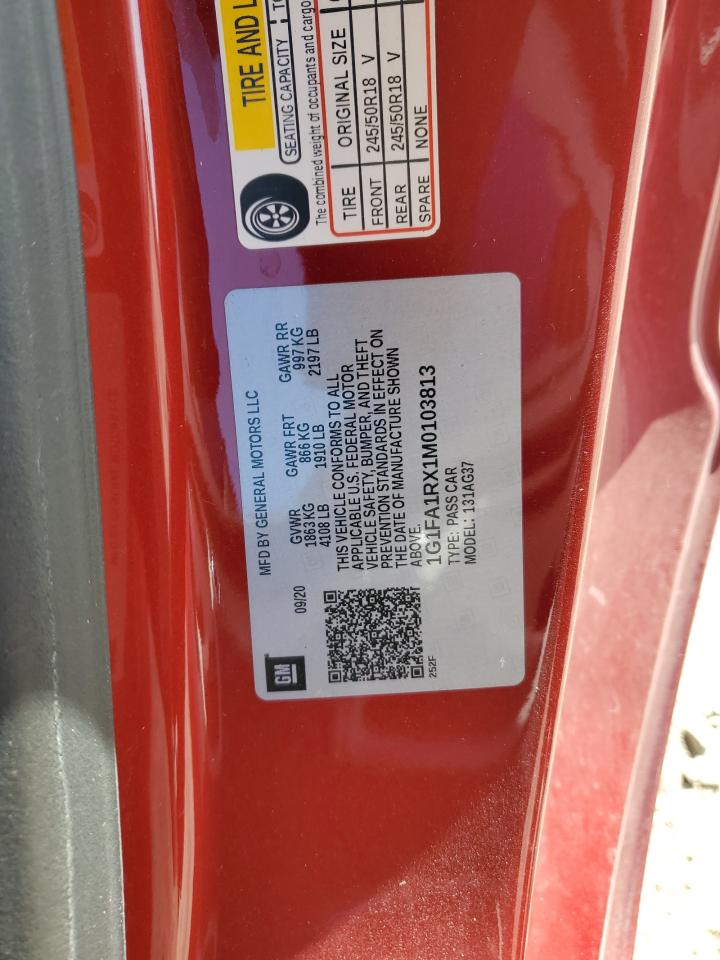 MFD BY GENERAL MOTORS LLC
09/20 GVWR GAWR FRT GAWR RR
1863 KG 866 KG 997 KG
4108 LB 1910 LB 2197 LB
THIS VEHICLE CONFORMS TO ALL
APPLICABLE U.S. FEDERAL MOTOR
VEHICLE SAFETY, BUMPER, AND THEFT
PREVENTION STANDARDS IN EFFECT ON
THE DATE OF MANUFACTURE SHOWN
ABOVE.
1G1FA1RX1M0103813
TYPE: PASS CAR
MODEL: 131AG37
GM
252F
TIRE AND
SEATING CAPACITY
The combined weight of occupants and cargo
TIRE ORIGINAL SIZE
FRONT 245/50R18 V
REAR 245/50R18 V
SPARE NONE